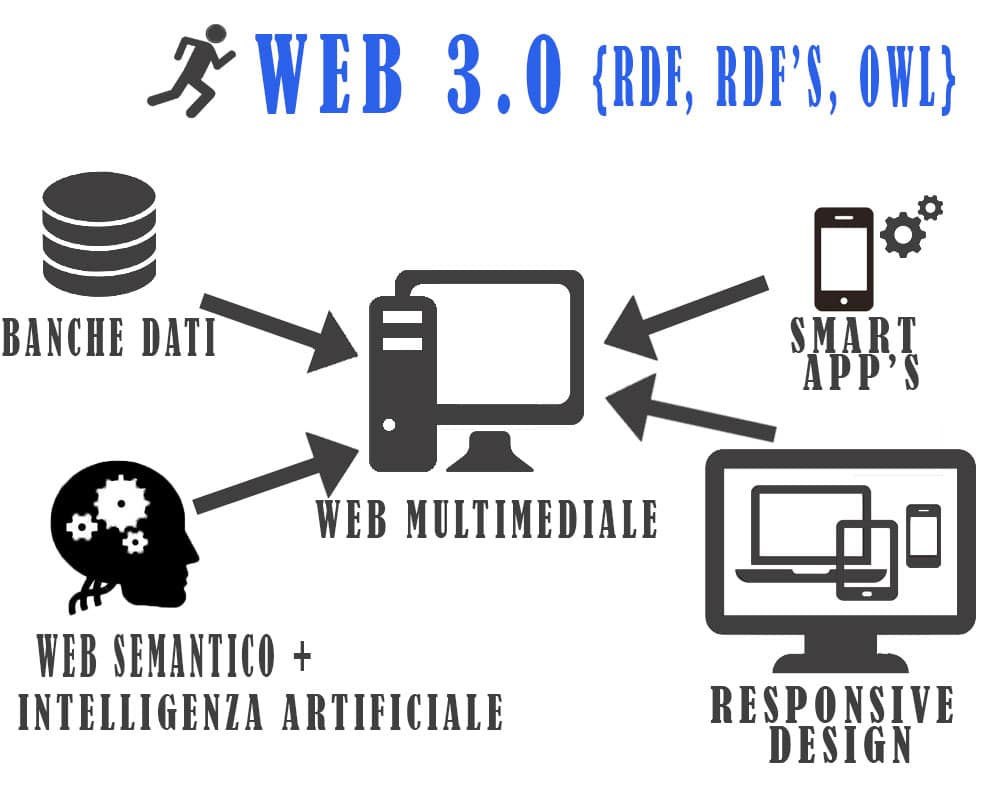 WEB 3.0 {RDF, RDF'S, OWL}
BANCHE DATI
SMART
APP'S
WEB MULTIMEDIALE
WEB SEMANTICO +
INTELLIGENZA ARTIFICIALE
RESPONSIVE
DESIGN